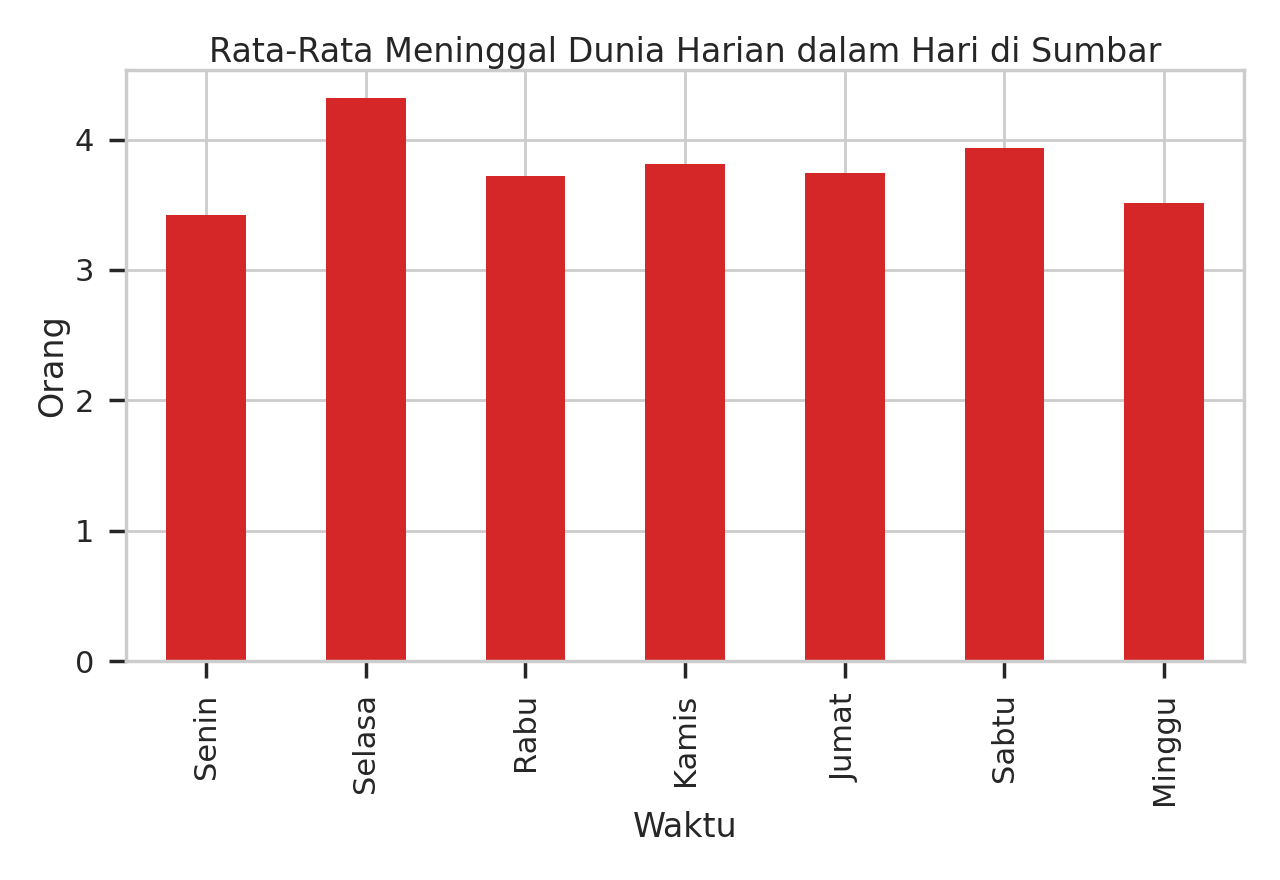 Rata-Rata Meninggal Dunia Harian dalam Hari di Sumbar
Orang
4
3
2
1
0
Senin
Selasa
Rabu
Kamis
Jumat
Sabtu
Minggu
Waktu